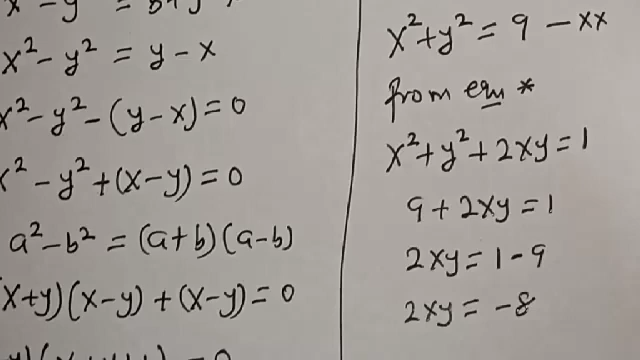 x² - y² = y - x
x² - y² - (y - x) = 0
x² - y² + (x - y) = 0
a² - b² = (a + b)(a - b)
(x + y)(x - y) + (x - y) = 0
x² + y² = 9 - xx
from eqn *
x² + y² + 2xy = 1
9 + 2xy = 1
2xy = 1 - 9
2xy = -8